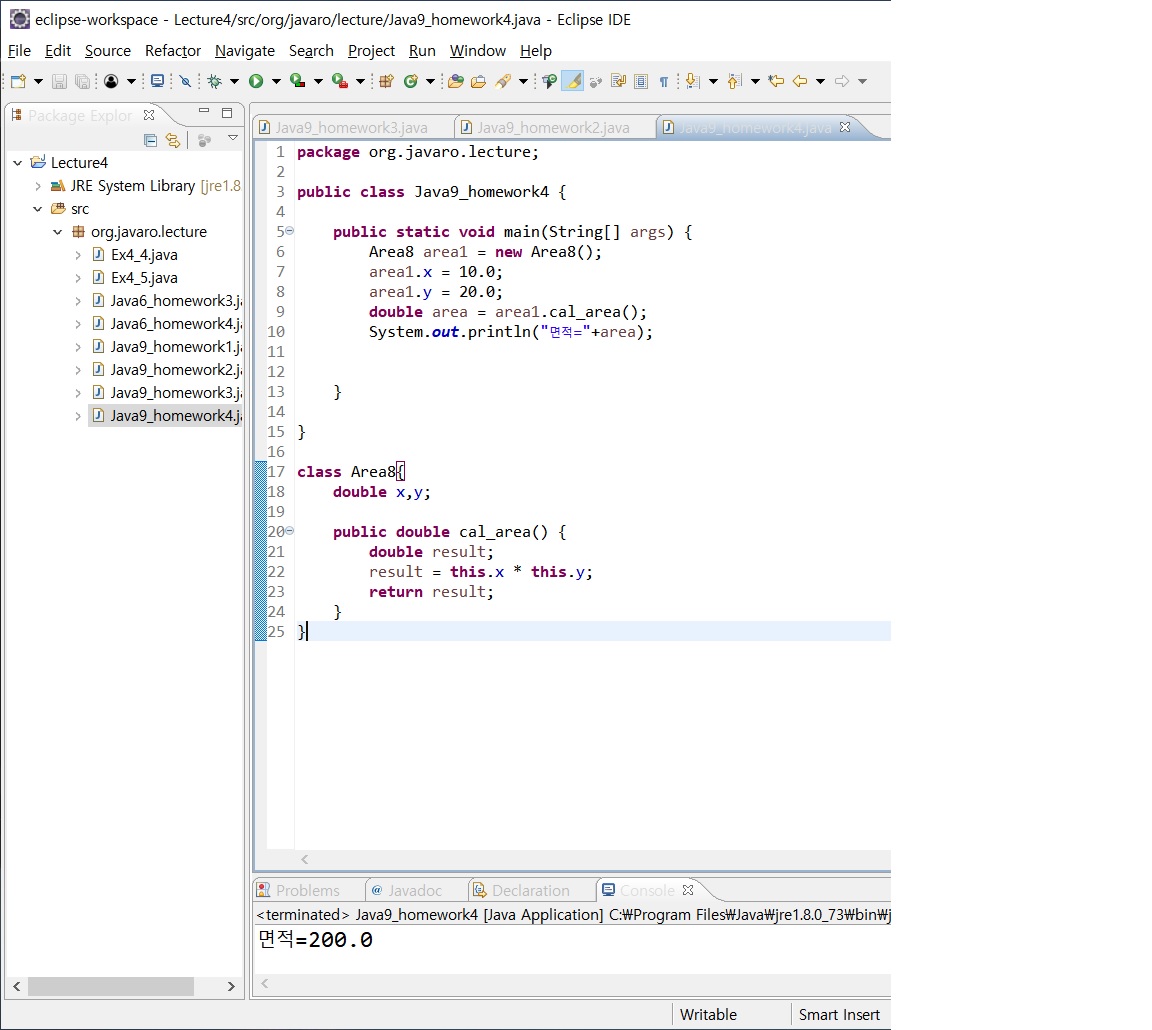 eclipse-workspace - Lecture4/src/org/javaro/lecture/Java9_homework4.java - Eclipse IDE
File Edit Source Refactor Navigate Search Project Run Window Help
Package Explor
Lecture4
JRE System Library [jre1.8
src
org.javaro.lecture
Ex4_4.java
Ex4_5.java
Java6_homework3.ja
Java6_homework4.ja
Java9_homework1.ja
Java9_homework2.ja
Java9_homework3.ja
Java9_homework4.ja
Java9_homework3.java Java9_homework2.java Java9_homework4.java
1 package org.javaro.lecture;
2
3 public class Java9_homework4 {
4
5 public static void main(String[] args) {
6 Area8 area1 = new Area8();
7 area1.x = 10.0;
8 area1.y = 20.0;
9 double area = area1.cal_area();
10 System.out.println("면적="+area);
11
12
13 }
14
15 }
16
17 class Area8{
18 double x,y;
19
20 public double cal_area() {
21 double result;
22 result = this.x * this.y;
23 return result;
24 }
25 }
Problems Javadoc Declaration Console
<terminated> Java9_homework4 [Java Application] C:₩Program Files₩Java₩jre1.8.0_73₩bin₩j
면적=200.0
Writable Smart Insert